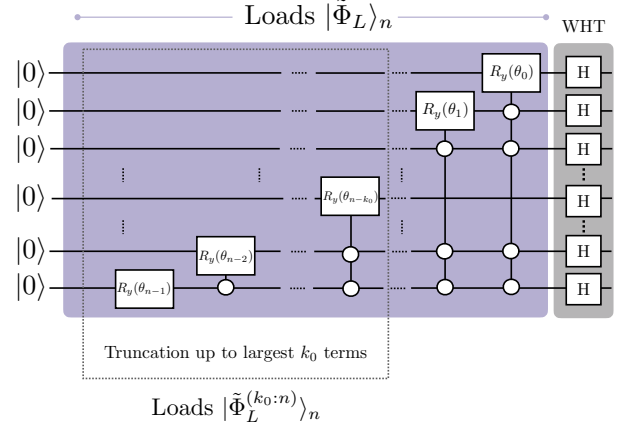 Loads |Φ̃_L⟩_n
WHT
|0⟩ R_y(θ_0) H
|0⟩ R_y(θ_1) H
|0⟩ H
|0⟩ R_y(θ_{n−k_0}) H
|0⟩ R_y(θ_{n−2}) H
|0⟩ R_y(θ_{n−1}) H
Truncation up to largest k_0 terms
Loads |Φ̃_L^{(k_0:n)}⟩_n